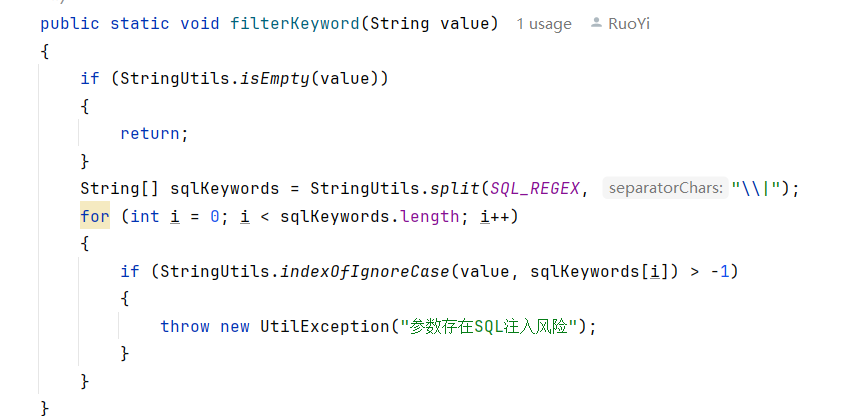 public static void filterKeyword(String value) 1 usage RuoYi
{
    if (StringUtils.isEmpty(value))
    {
        return;
    }
    String[] sqlKeywords = StringUtils.split(SQL_REGEX, separatorChars: "\\|");
    for (int i = 0; i < sqlKeywords.length; i++)
    {
        if (StringUtils.indexOfIgnoreCase(value, sqlKeywords[i]) > -1)
        {
            throw new UtilException("参数存在SQL注入风险");
        }
    }
}